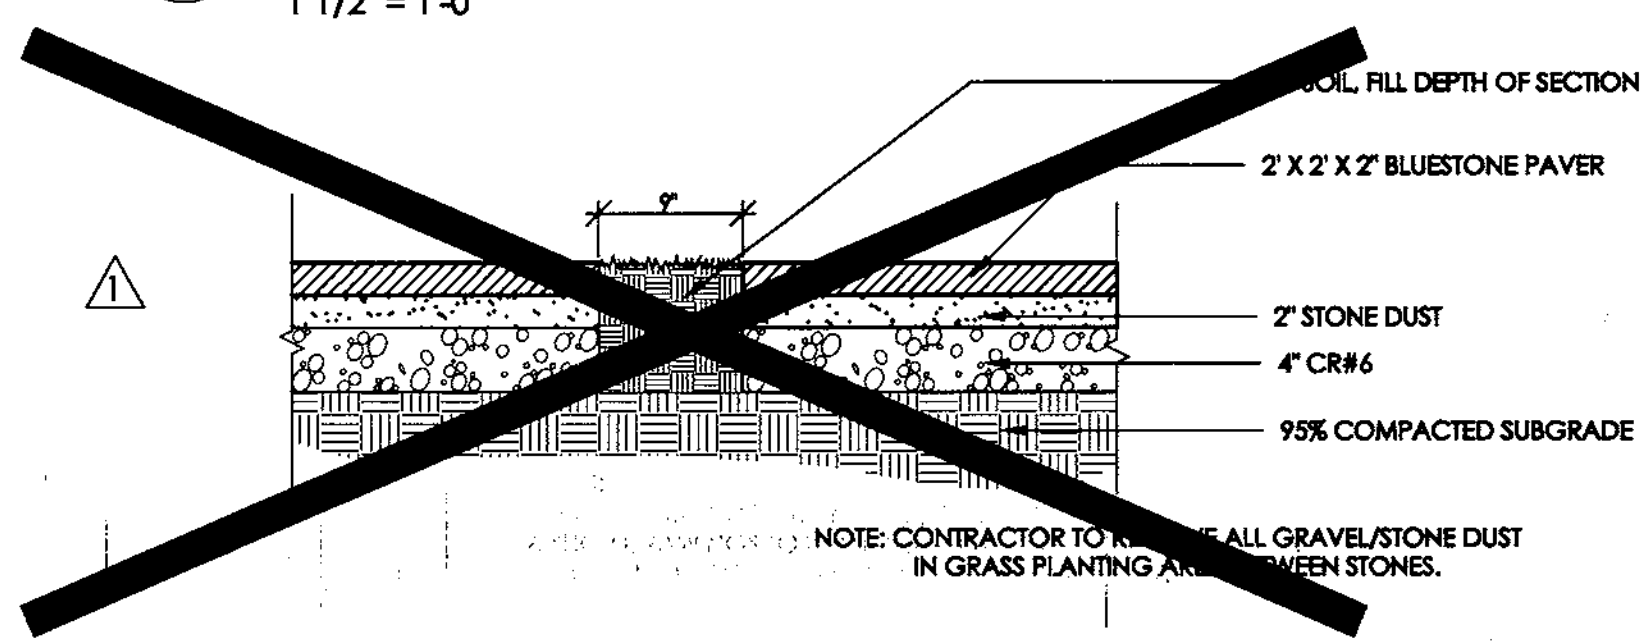 1 1/2" = 1'-0"
SOIL, FILL DEPTH OF SECTION
2' X 2' X 2" BLUESTONE PAVER
9"
1
2" STONE DUST
4" CR#6
95% COMPACTED SUBGRADE
NOTE: CONTRACTOR TO ALL GRAVEL/STONE DUST
IN GRASS PLANTING STONES.